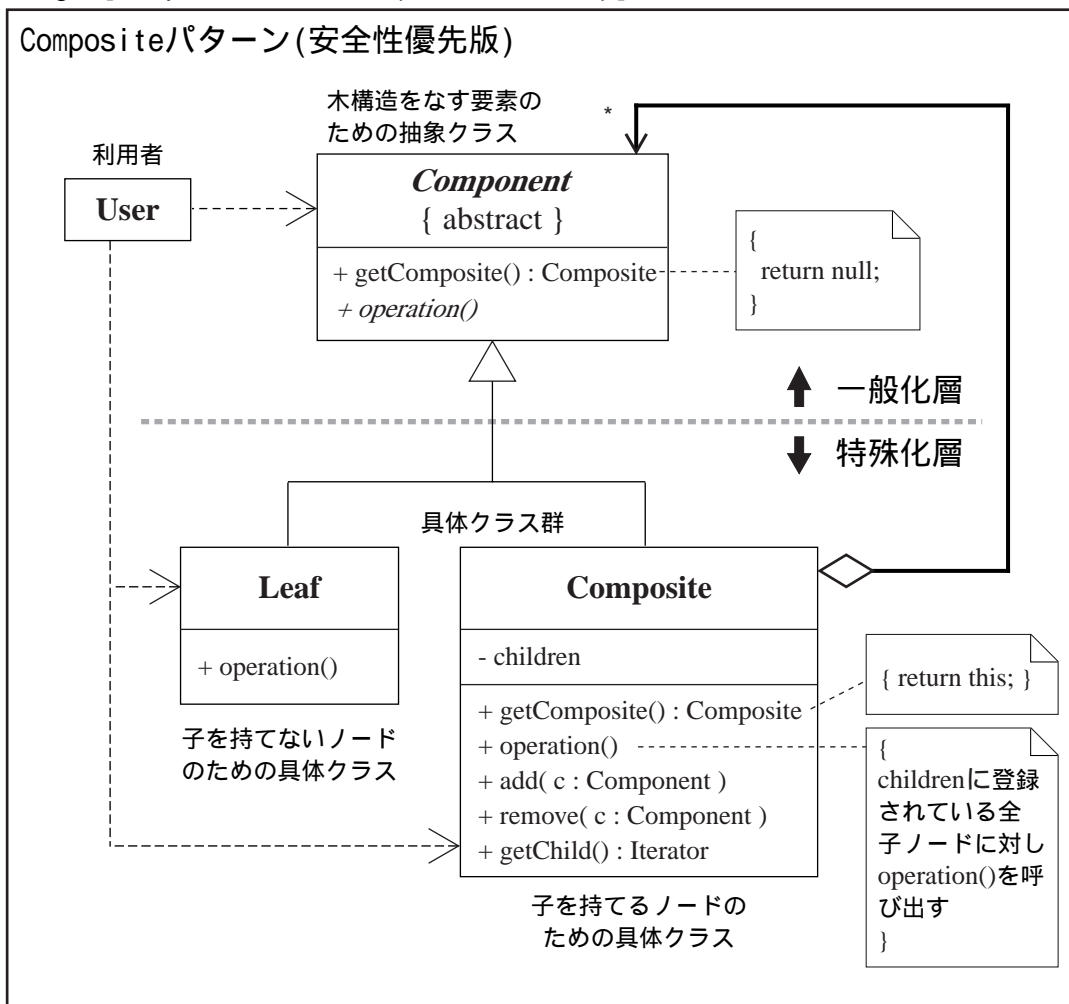 Compositeパターン(安全性優先版)
木構造をなす要素の
ための抽象クラス
*
利用者
User
Component
{ abstract }
+ getComposite() : Composite
+ operation()
{
return null;
}
一般化層
特殊化層
具体クラス群
Leaf
+ operation()
子を持てないノード
のための具体クラス
Composite
- children
+ getComposite() : Composite
+ operation()
+ add( c : Component )
+ remove( c : Component )
+ getChild() : Iterator
子を持てるノードの
ための具体クラス
{ return this; }
{
childrenに登録
されている全
子ノードに対し
operation()を呼
び出す
}